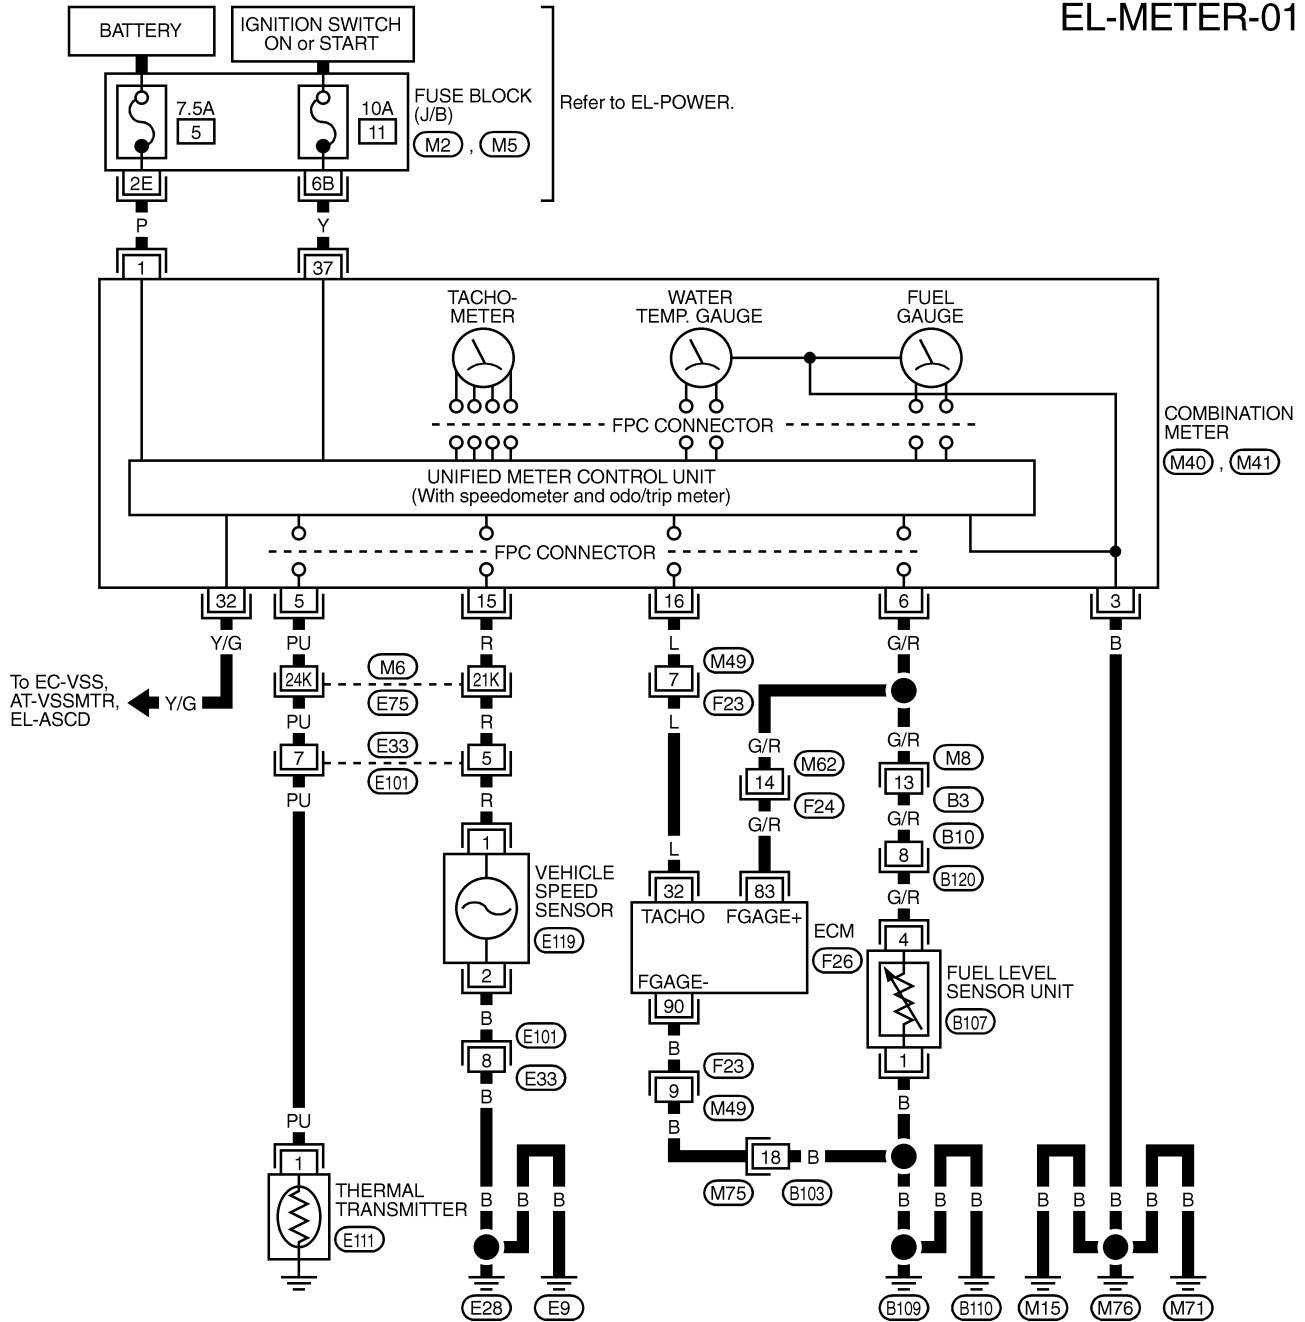 EL-METER-01
BATTERY
IGNITION SWITCH
ON or START
7.5A
5
10A
11
FUSE BLOCK
(J/B)
M2 , M5
Refer to EL-POWER.
2E
6B
P
Y
1
37
TACHO-
METER
WATER
TEMP. GAUGE
FUEL
GAUGE
FPC CONNECTOR
COMBINATION
METER
M40 , M41
UNIFIED METER CONTROL UNIT
(With speedometer and odo/trip meter)
FPC CONNECTOR
32
5
15
16
6
3
Y/G
PU
R
L
G/R
B
To EC-VSS,
AT-VSSMTR,
EL-ASCD
Y/G
24K
M6
E75
21K
7
M49
F23
PU
R
L
G/R
G/R
7
E33
E101
5
14
M62
F24
13
M8
B3
PU
R
G/R
G/R
B10
8
B120
L
G/R
1
VEHICLE
SPEED
SENSOR
E119
2
32
83
TACHO
FGAGE+
ECM
F26
FGAGE-
90
4
FUEL LEVEL
SENSOR UNIT
B107
1
B
E101
8
E33
B
B
F23
9
M49
B
B
PU
18
B
M75
B103
1
THERMAL
TRANSMITTER
E111
B
B
B
B
B
B
B
B
B
B
B
E28
E9
B109
B110
M15
M76
M71